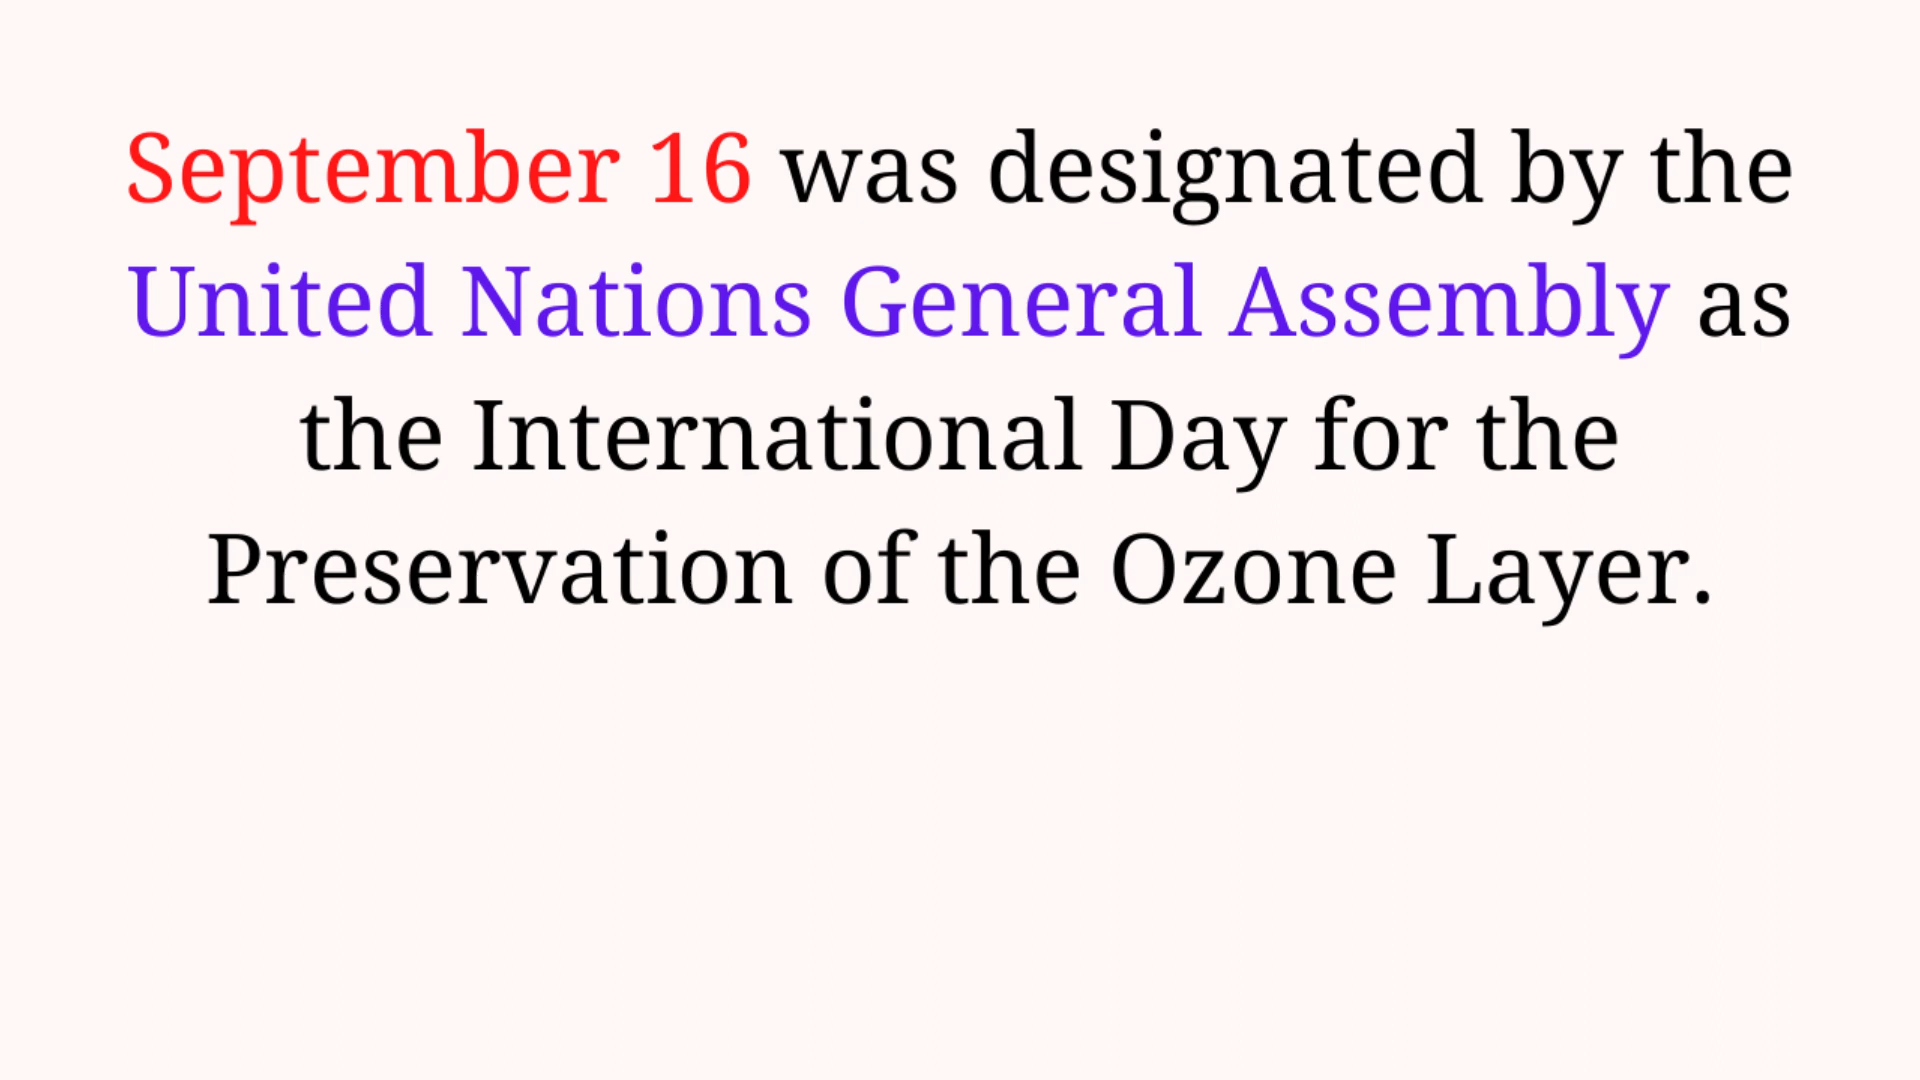 September 16 was designated by the
United Nations General Assembly as
the International Day for the
Preservation of the Ozone Layer.